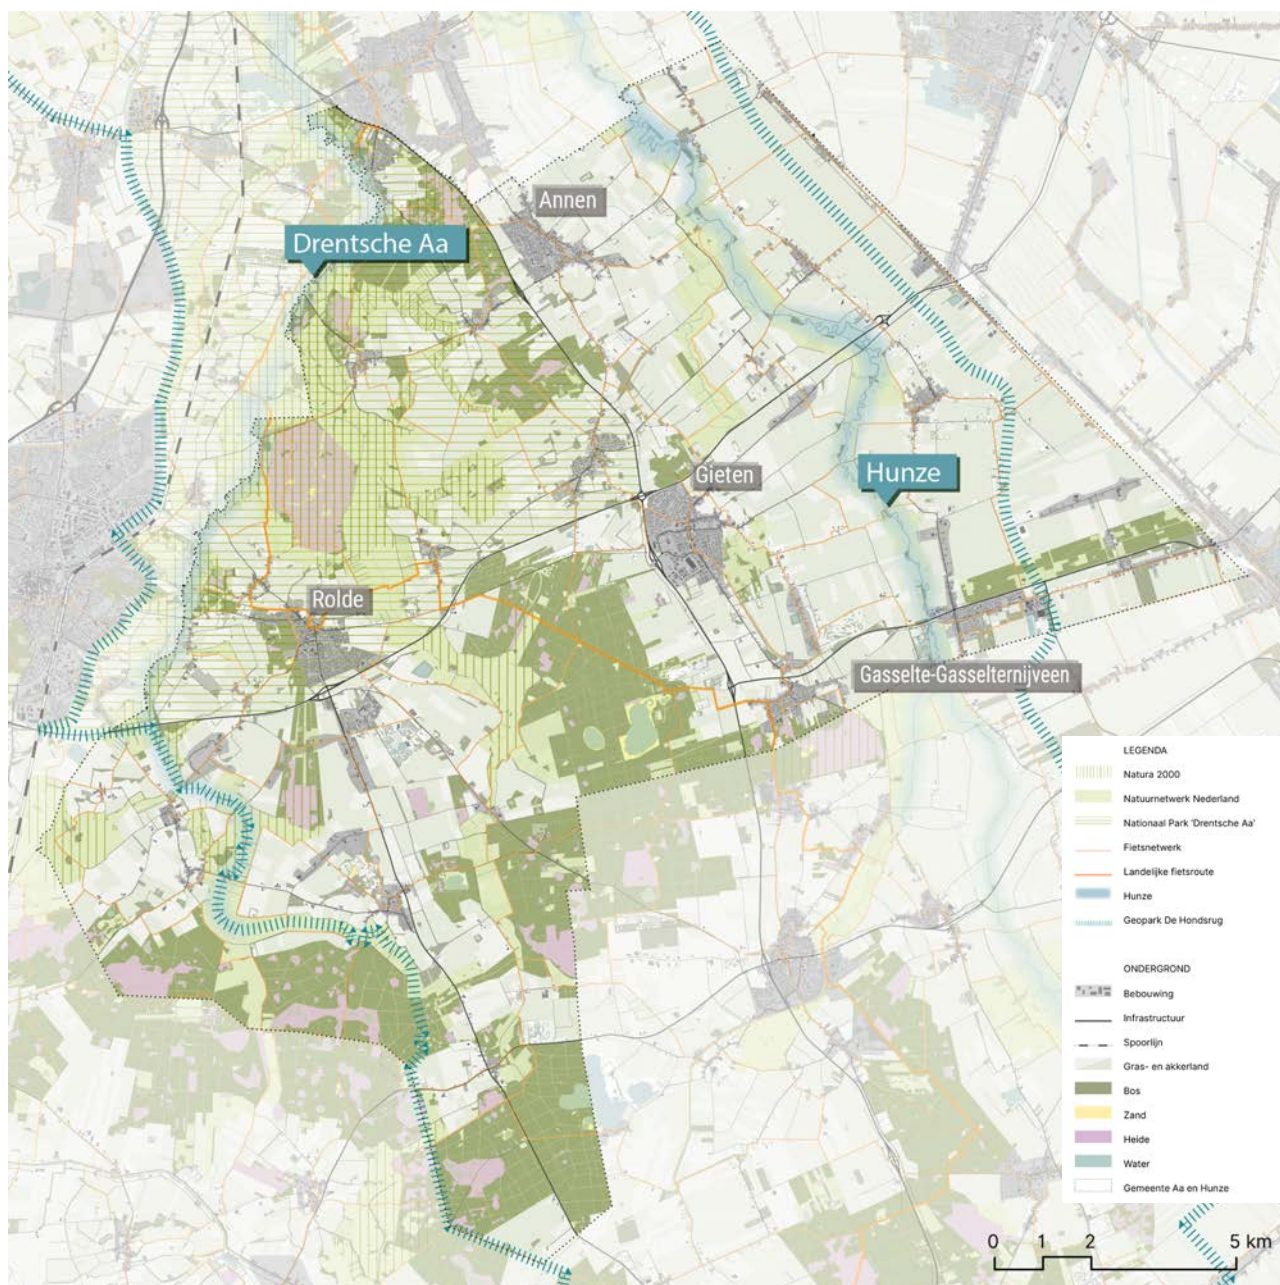 Annen
Drentsche Aa
Gieten
Hunze
Rolde
Gasselte-Gasselternijveen
LEGENDA
Natura 2000
Natuurnetwerk Nederland
Nationaal Park 'Drentsche Aa'
Fietsnetwerk
Landelijke fietsroute
Hunze
Geopark De Hondsrug
ONDERGROND
Bebouwing
Infrastructuur
Spoorlijn
Gras- en akkerland
Bos
Zand
Heide
Water
Gemeente Aa en Hunze
0 1 2 5 km